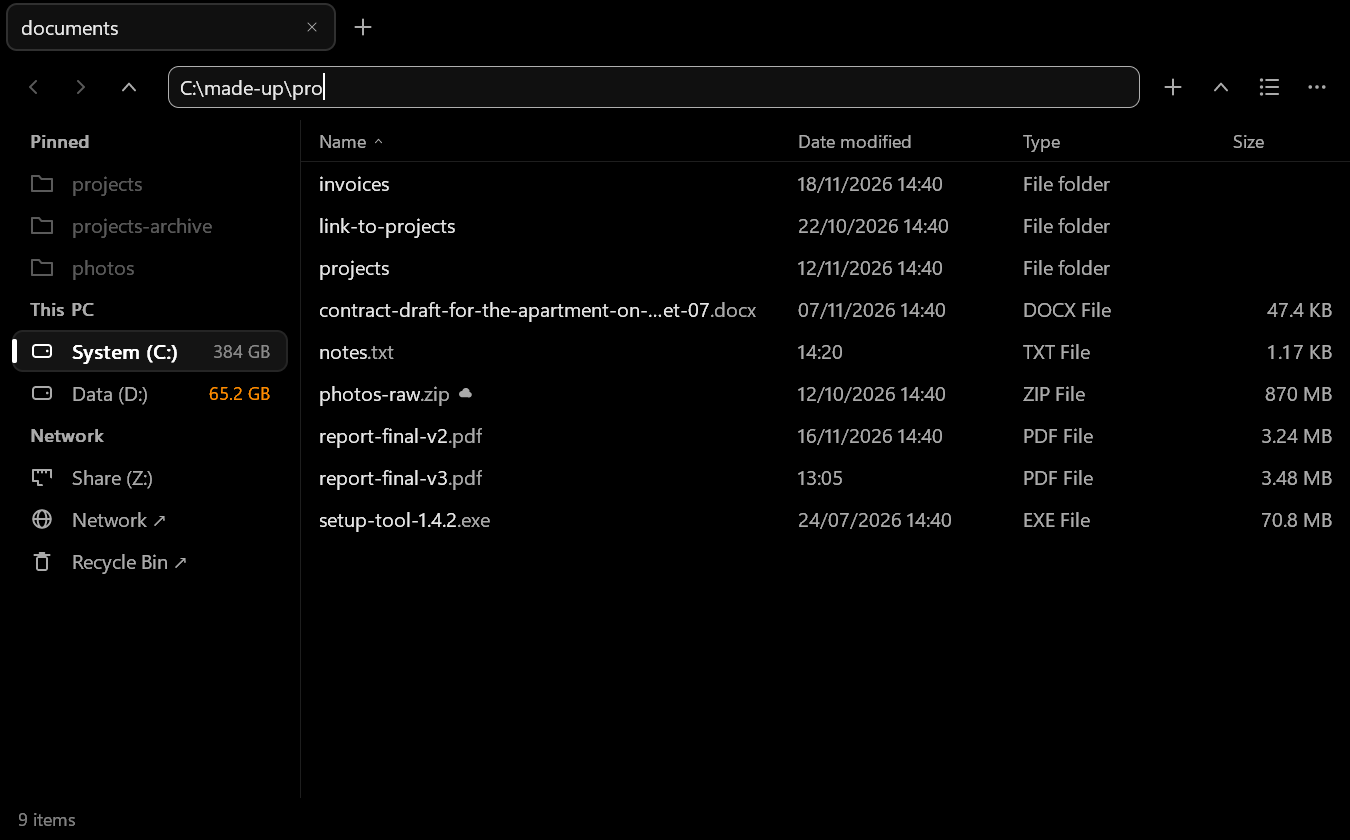 documents
C:\made-up\pro
Pinned
projects
projects-archive
photos
This PC
System (C:) 384 GB
Data (D:) 65.2 GB
Network
Share (Z:)
Network ↗
Recycle Bin ↗
Name Date modified Type Size
invoices 18/11/2026 14:40 File folder
link-to-projects 22/10/2026 14:40 File folder
projects 12/11/2026 14:40 File folder
contract-draft-for-the-apartment-on-...et-07.docx 07/11/2026 14:40 DOCX File 47.4 KB
notes.txt 14:20 TXT File 1.17 KB
photos-raw.zip 12/10/2026 14:40 ZIP File 870 MB
report-final-v2.pdf 16/11/2026 14:40 PDF File 3.24 MB
report-final-v3.pdf 13:05 PDF File 3.48 MB
setup-tool-1.4.2.exe 24/07/2026 14:40 EXE File 70.8 MB
9 items